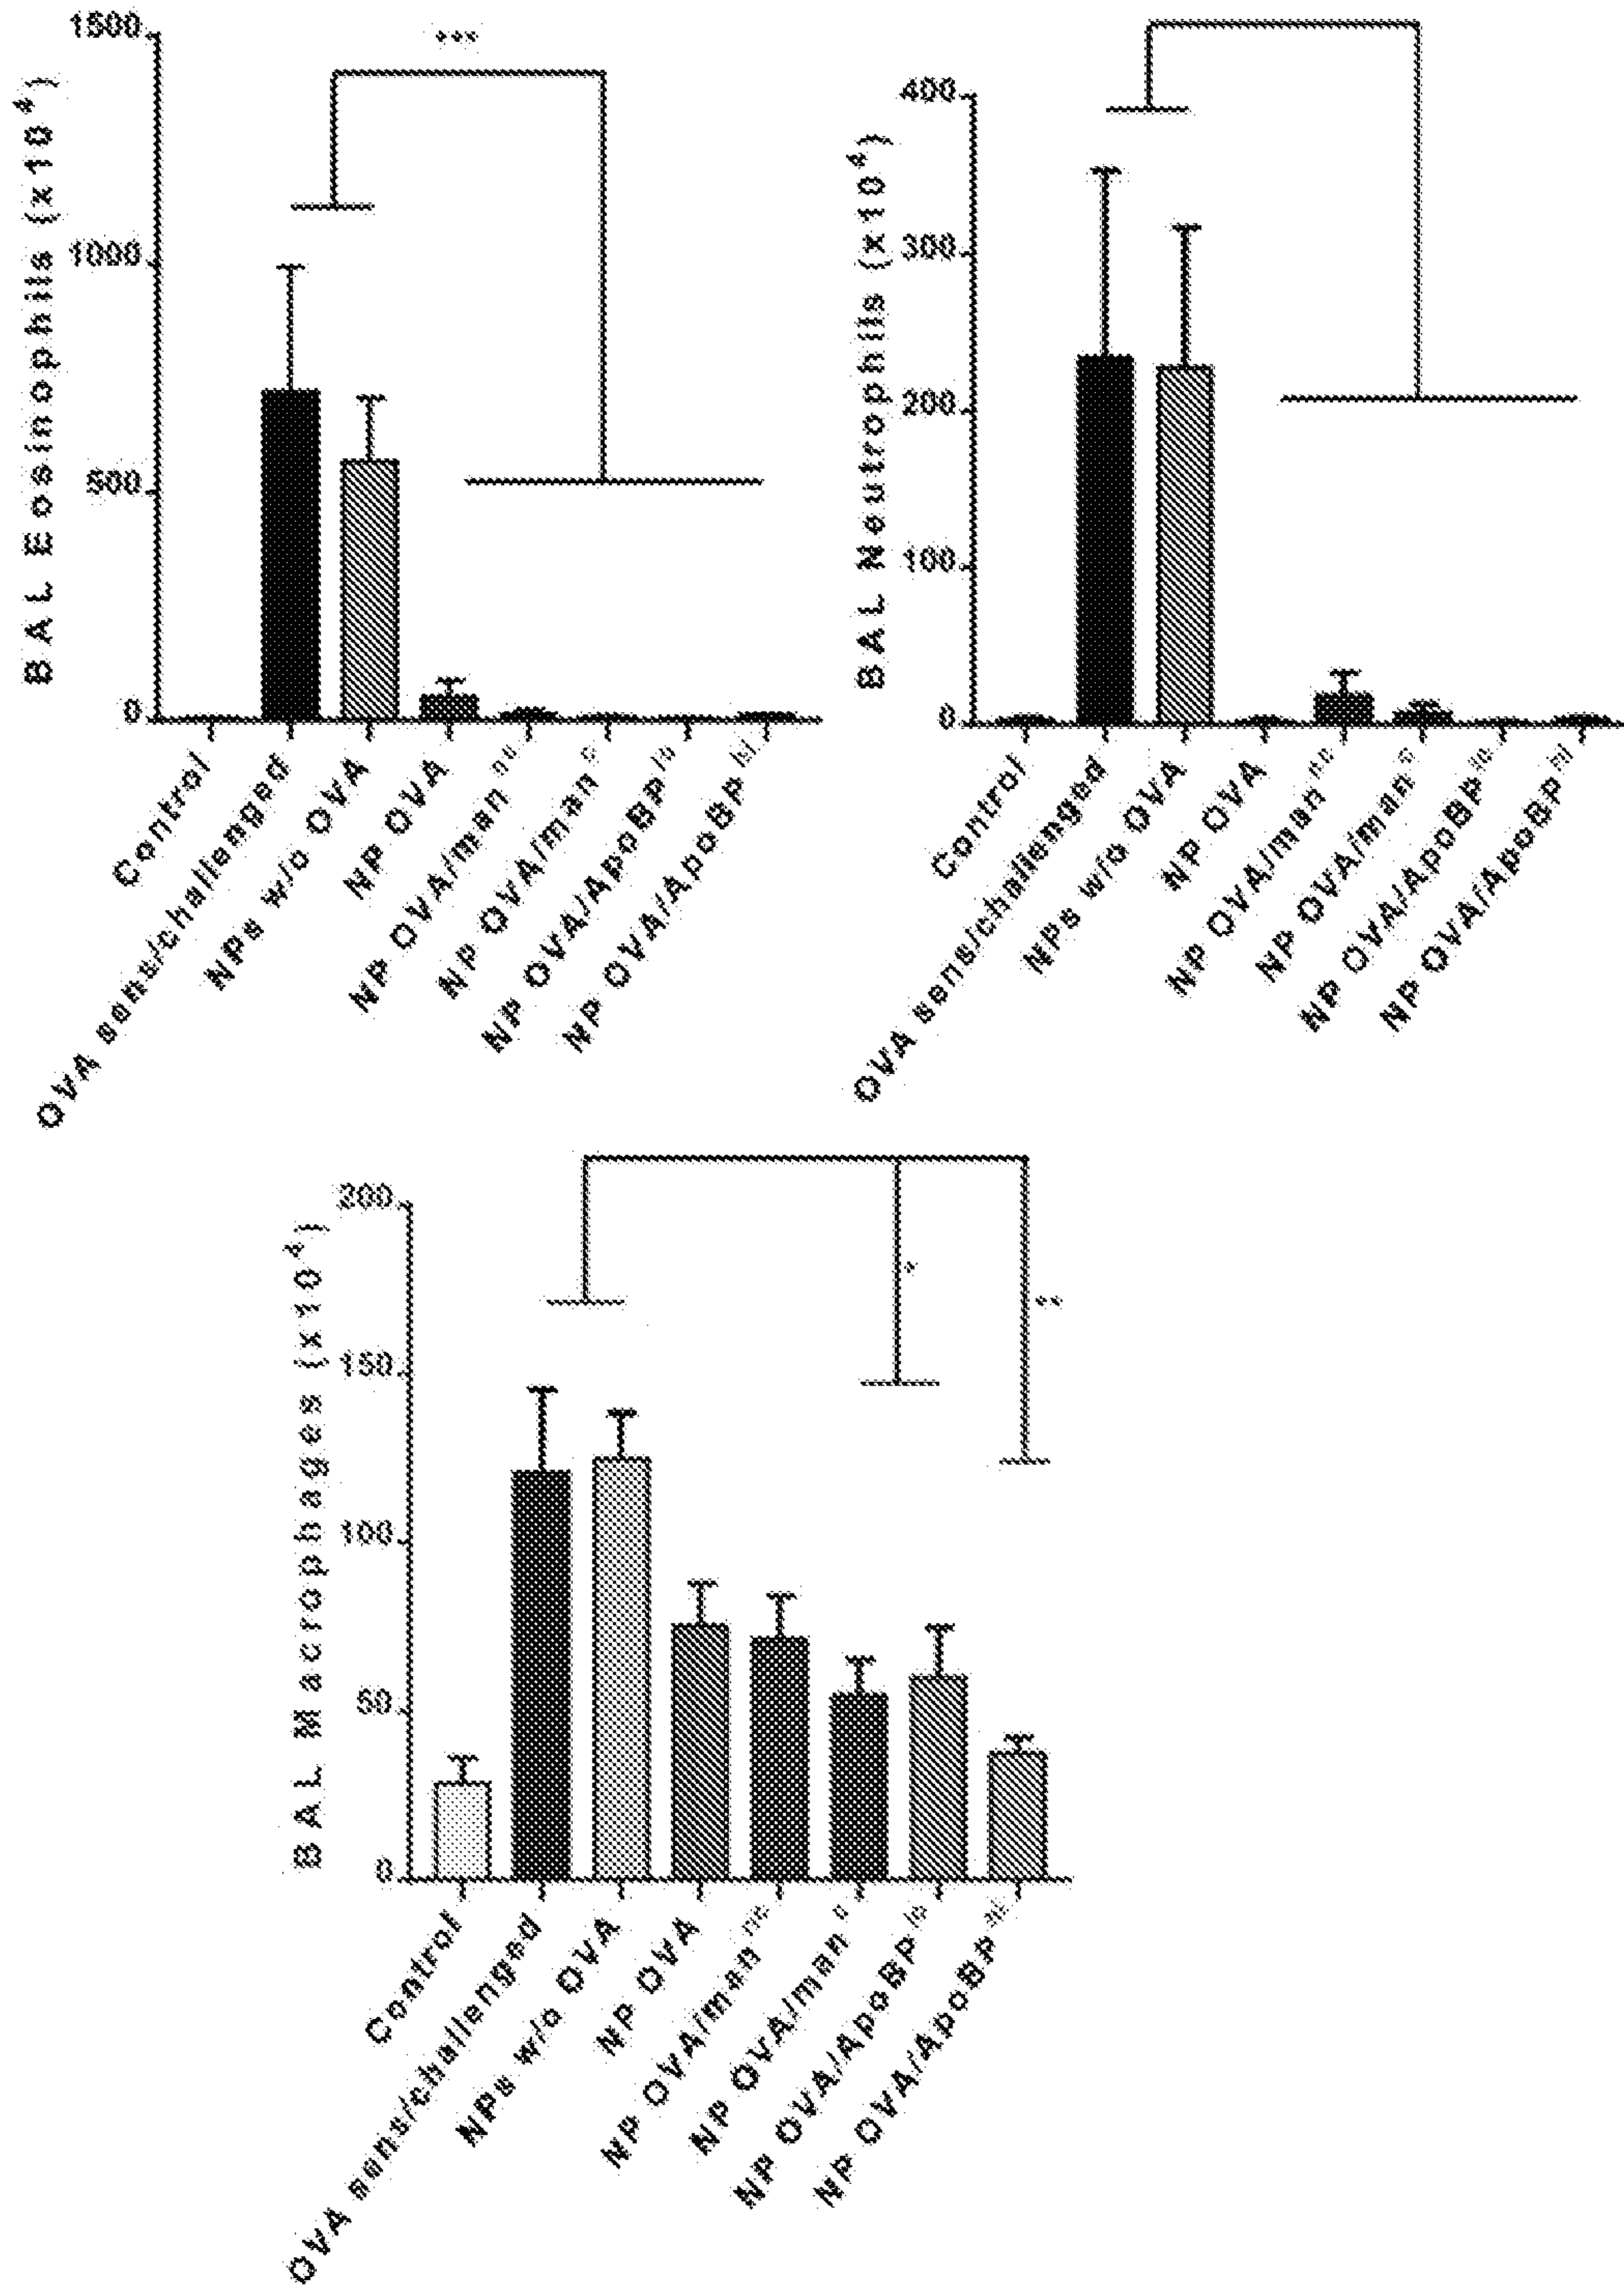 BAL Eosinophils (x10⁴)
1500
1000
500
0
***
Control
OVA sens/challenged
NPs w/o OVA
NP OVA
NP OVA/man
NP OVA/man
NP OVA/ApoBP
NP OVA/ApoBP
BAL Neutrophils (x10⁴)
400
300
200
100
0
Control
OVA sens/challenged
NPs w/o OVA
NP OVA
NP OVA/man
NP OVA/man
NP OVA/ApoBP
NP OVA/ApoBP
BAL Macrophages (x10⁴)
200
150
100
50
0
*
**
Control
OVA sens/challenged
NPs w/o OVA
NP OVA
NP OVA/man
NP OVA/man
NP OVA/ApoBP
NP OVA/ApoBP